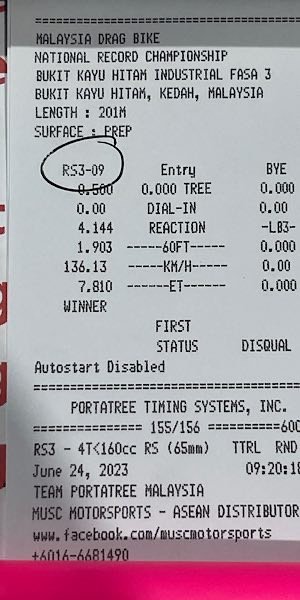 MALAYSIA DRAG BIKE
NATIONAL RECORD CHAMPIONSHIP
BUKIT KAYU HITAM INDUSTRIAL FASA 3
BUKIT KAYU HITAM, KEDAH, MALAYSIA
LENGTH : 201M
SURFACE : PREP
RS3-09 Entry BYE
0.500 0.000 TREE 0.000
0.00 DIAL-IN 0.00
4.144 REACTION -LB3-
1.903 -----60FT----- 0.000
136.13 -----KM/H----- 0.00
7.810 ------ET------ 0.000
WINNER
FIRST
STATUS DISQUAL
Autostart Disabled
PORTATREE TIMING SYSTEMS, INC.
=============== 155/156 ===========600
RS3 - 4T<160cc RS (65mm) TTRL RND
June 24, 2023 09:20:18
TEAM PORTATREE MALAYSIA
MUSC MOTORSPORTS - ASEAN DISTRIBUTOR
www.facebook.com/muscmotorsports
+6016-6681490